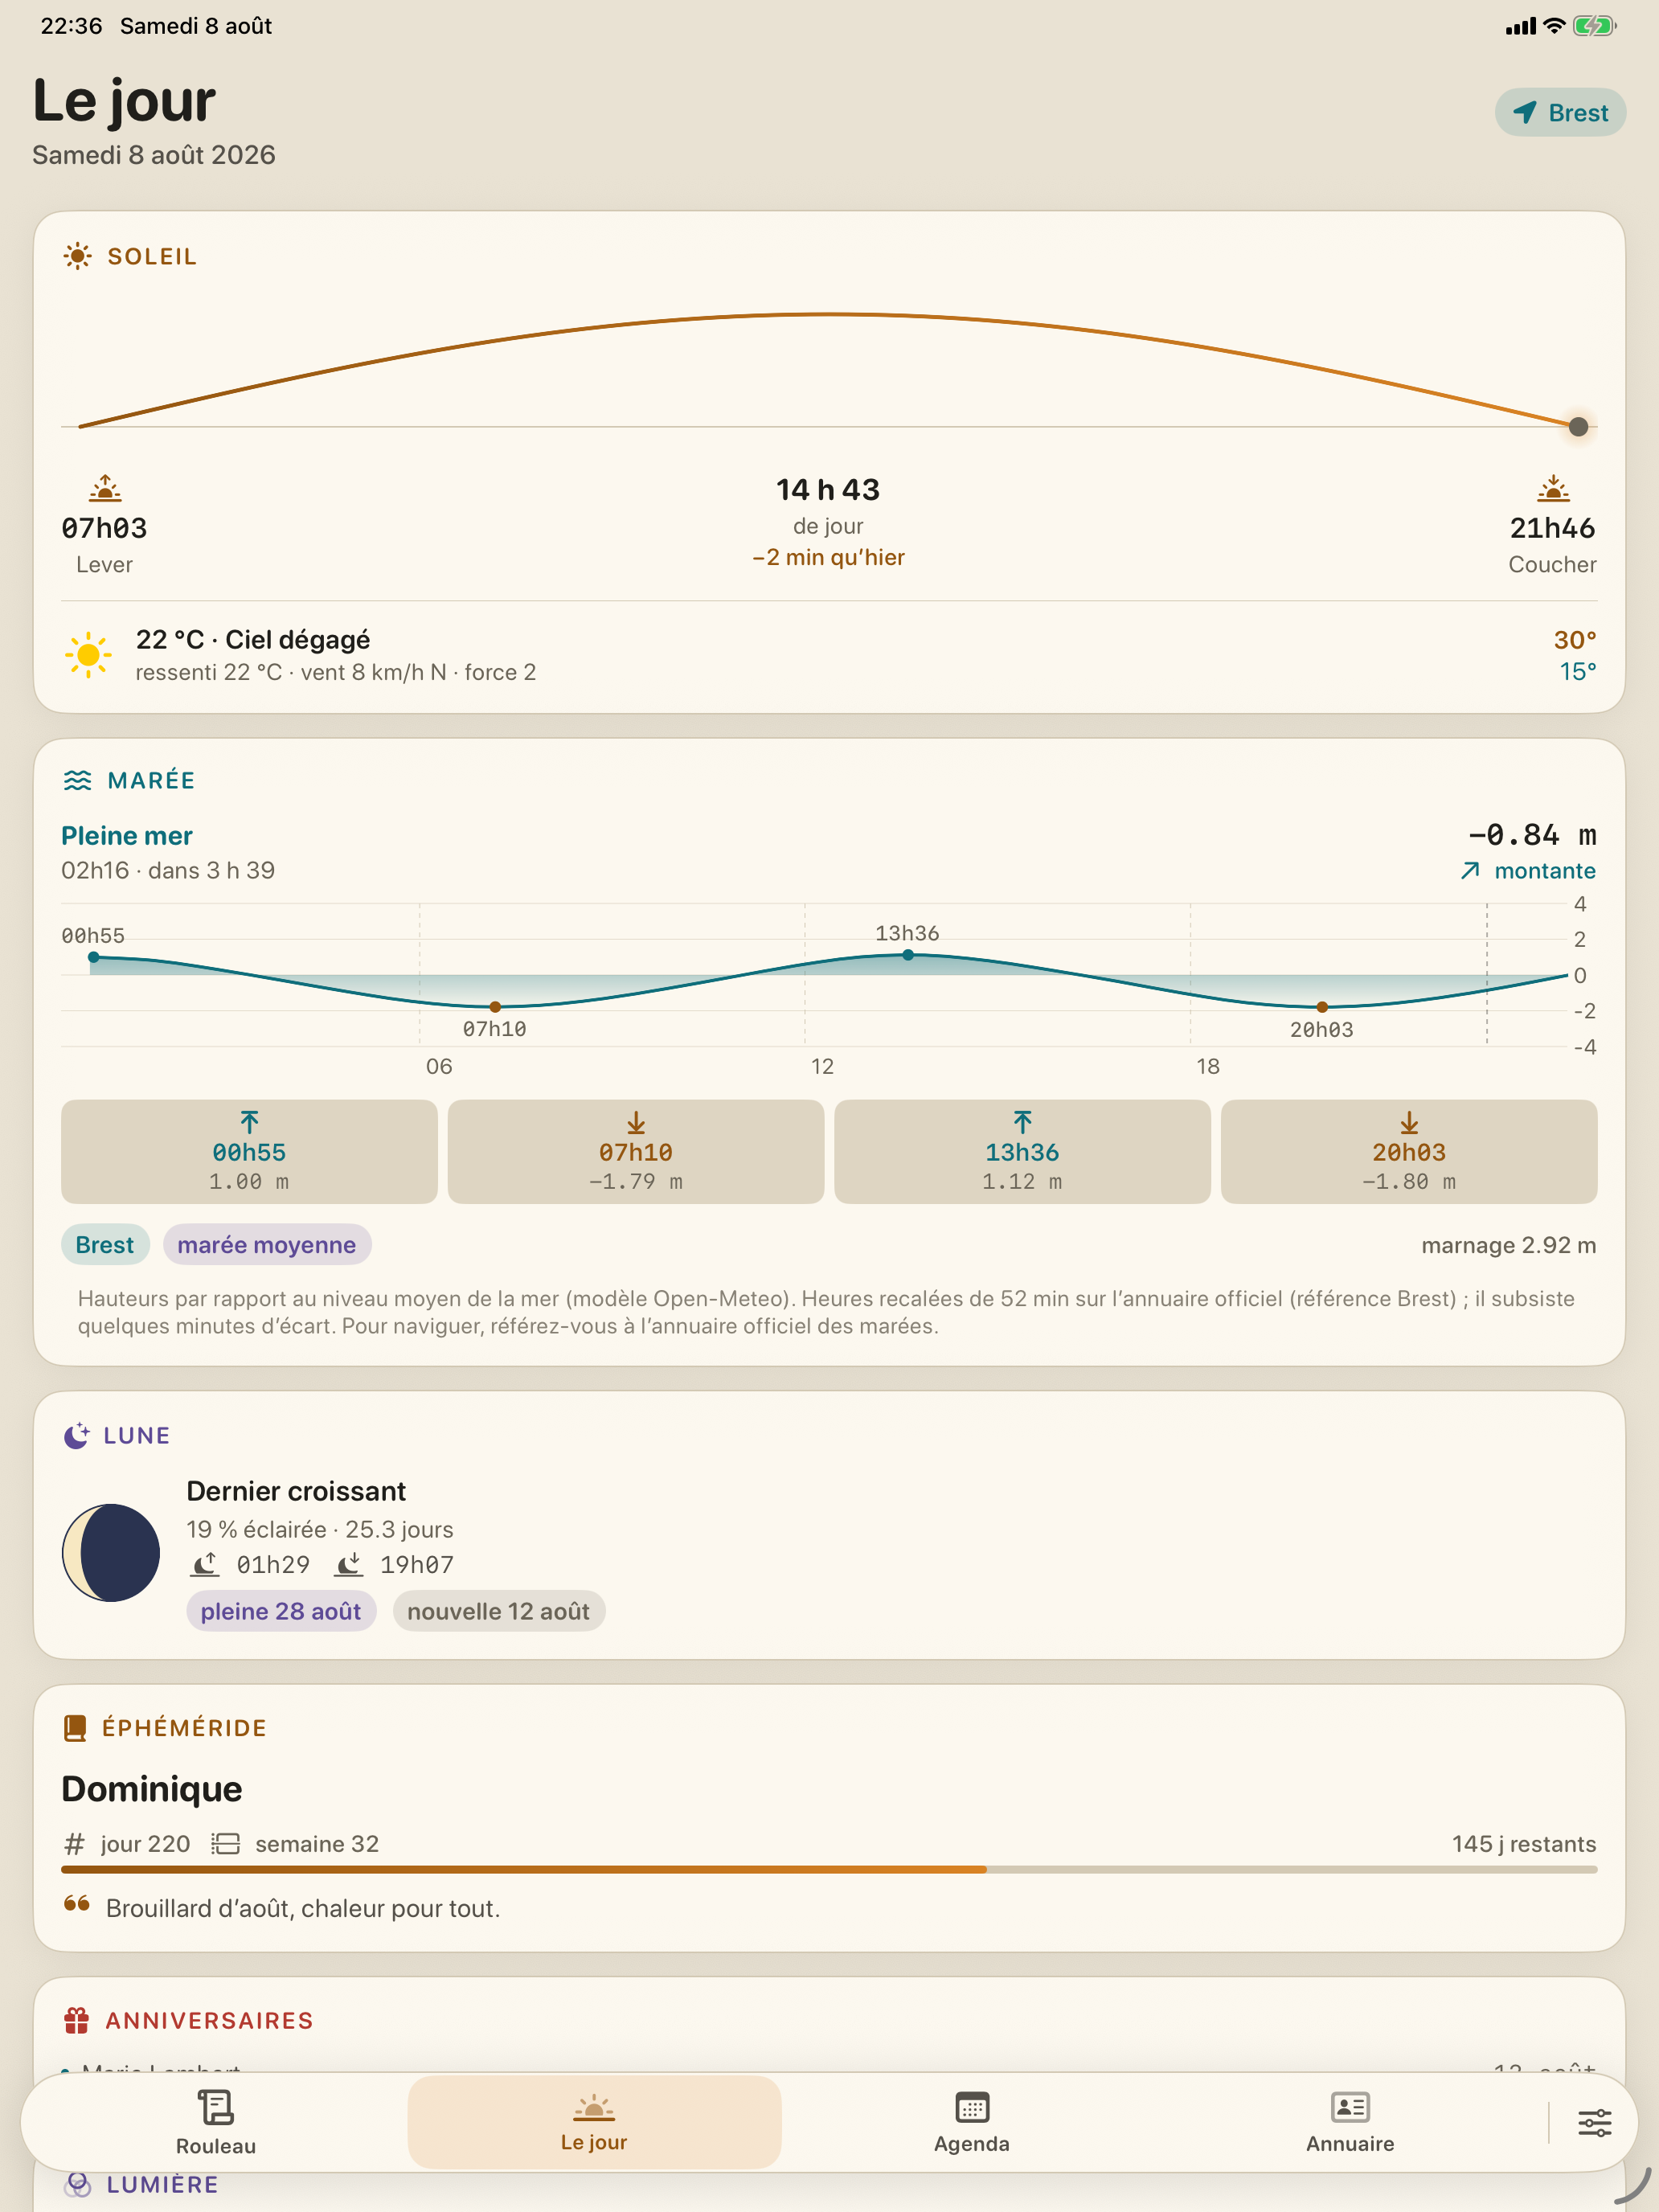 22:36 Samedi 8 août
Le jour
Samedi 8 août 2026
Brest
SOLEIL
07h03
Lever
14 h 43
de jour
−2 min qu’hier
21h46
Coucher
22 °C · Ciel dégagé
ressenti 22 °C · vent 8 km/h N · force 2
30°
15°
MARÉE
Pleine mer
02h16 · dans 3 h 39
−0.84 m
montante
00h55
13h36
07h10
20h03
4
2
0
-2
-4
06 12 18
00h55
1.00 m
07h10
−1.79 m
13h36
1.12 m
20h03
−1.80 m
Brest marée moyenne marnage 2.92 m
Hauteurs par rapport au niveau moyen de la mer (modèle Open-Meteo). Heures recalées de 52 min sur l’annuaire officiel (référence Brest) ; il subsiste
quelques minutes d’écart. Pour naviguer, référez-vous à l’annuaire officiel des marées.
LUNE
Dernier croissant
19 % éclairée · 25.3 jours
01h29 19h07
pleine 28 août nouvelle 12 août
ÉPHÉMÉRIDE
Dominique
# jour 220 semaine 32 145 j restants
Brouillard d’août, chaleur pour tout.
ANNIVERSAIRES
Rouleau
Le jour
Agenda
Annuaire
LUMIÈRE